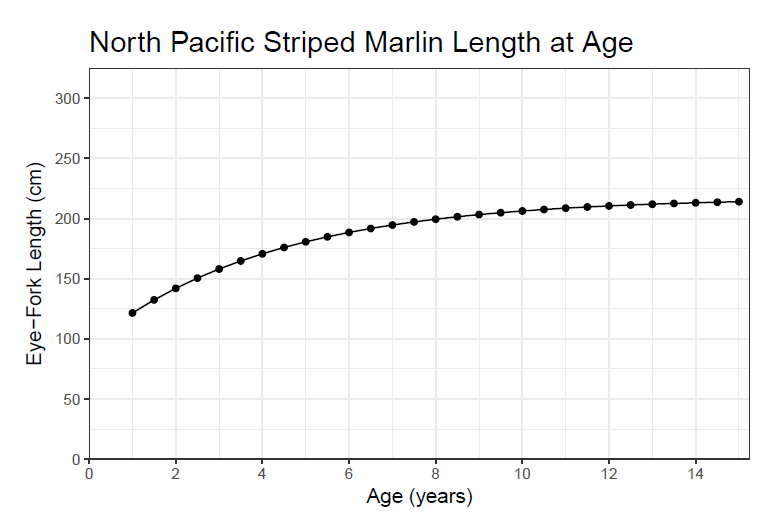 North Pacific Striped Marlin Length at Age
Eye−Fork Length (cm)
300
250
200
150
100
50
0
0 2 4 6 8 10 12 14
Age (years)